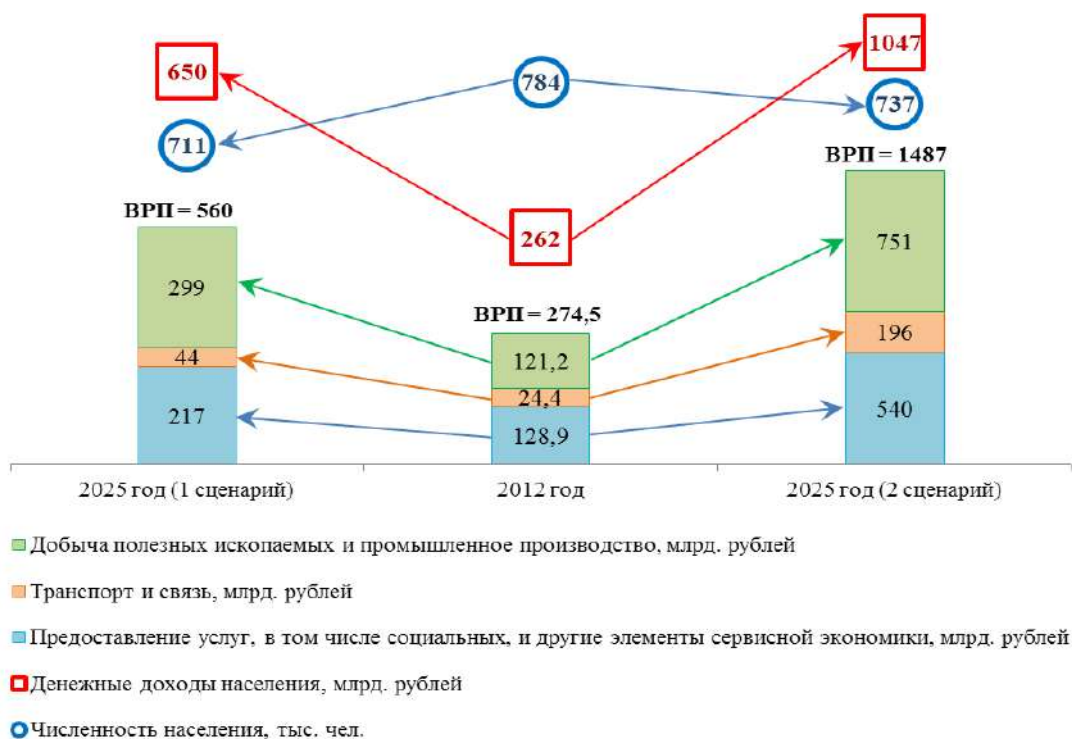 650
784
1047
711
737
ВРП = 1487
ВРП = 560
262
299
751
ВРП = 274,5
121,2
196
44
24,4
217
128,9
540
2025 год (1 сценарий)
2012 год
2025 год (2 сценарий)
Добыча полезных ископаемых и промышленное производство, млрд. рублей
Транспорт и связь, млрд. рублей
Предоставление услуг, в том числе социальных, и другие элементы сервисной экономики, млрд. рублей
Денежные доходы населения, млрд. рублей
Численность населения, тыс. чел.